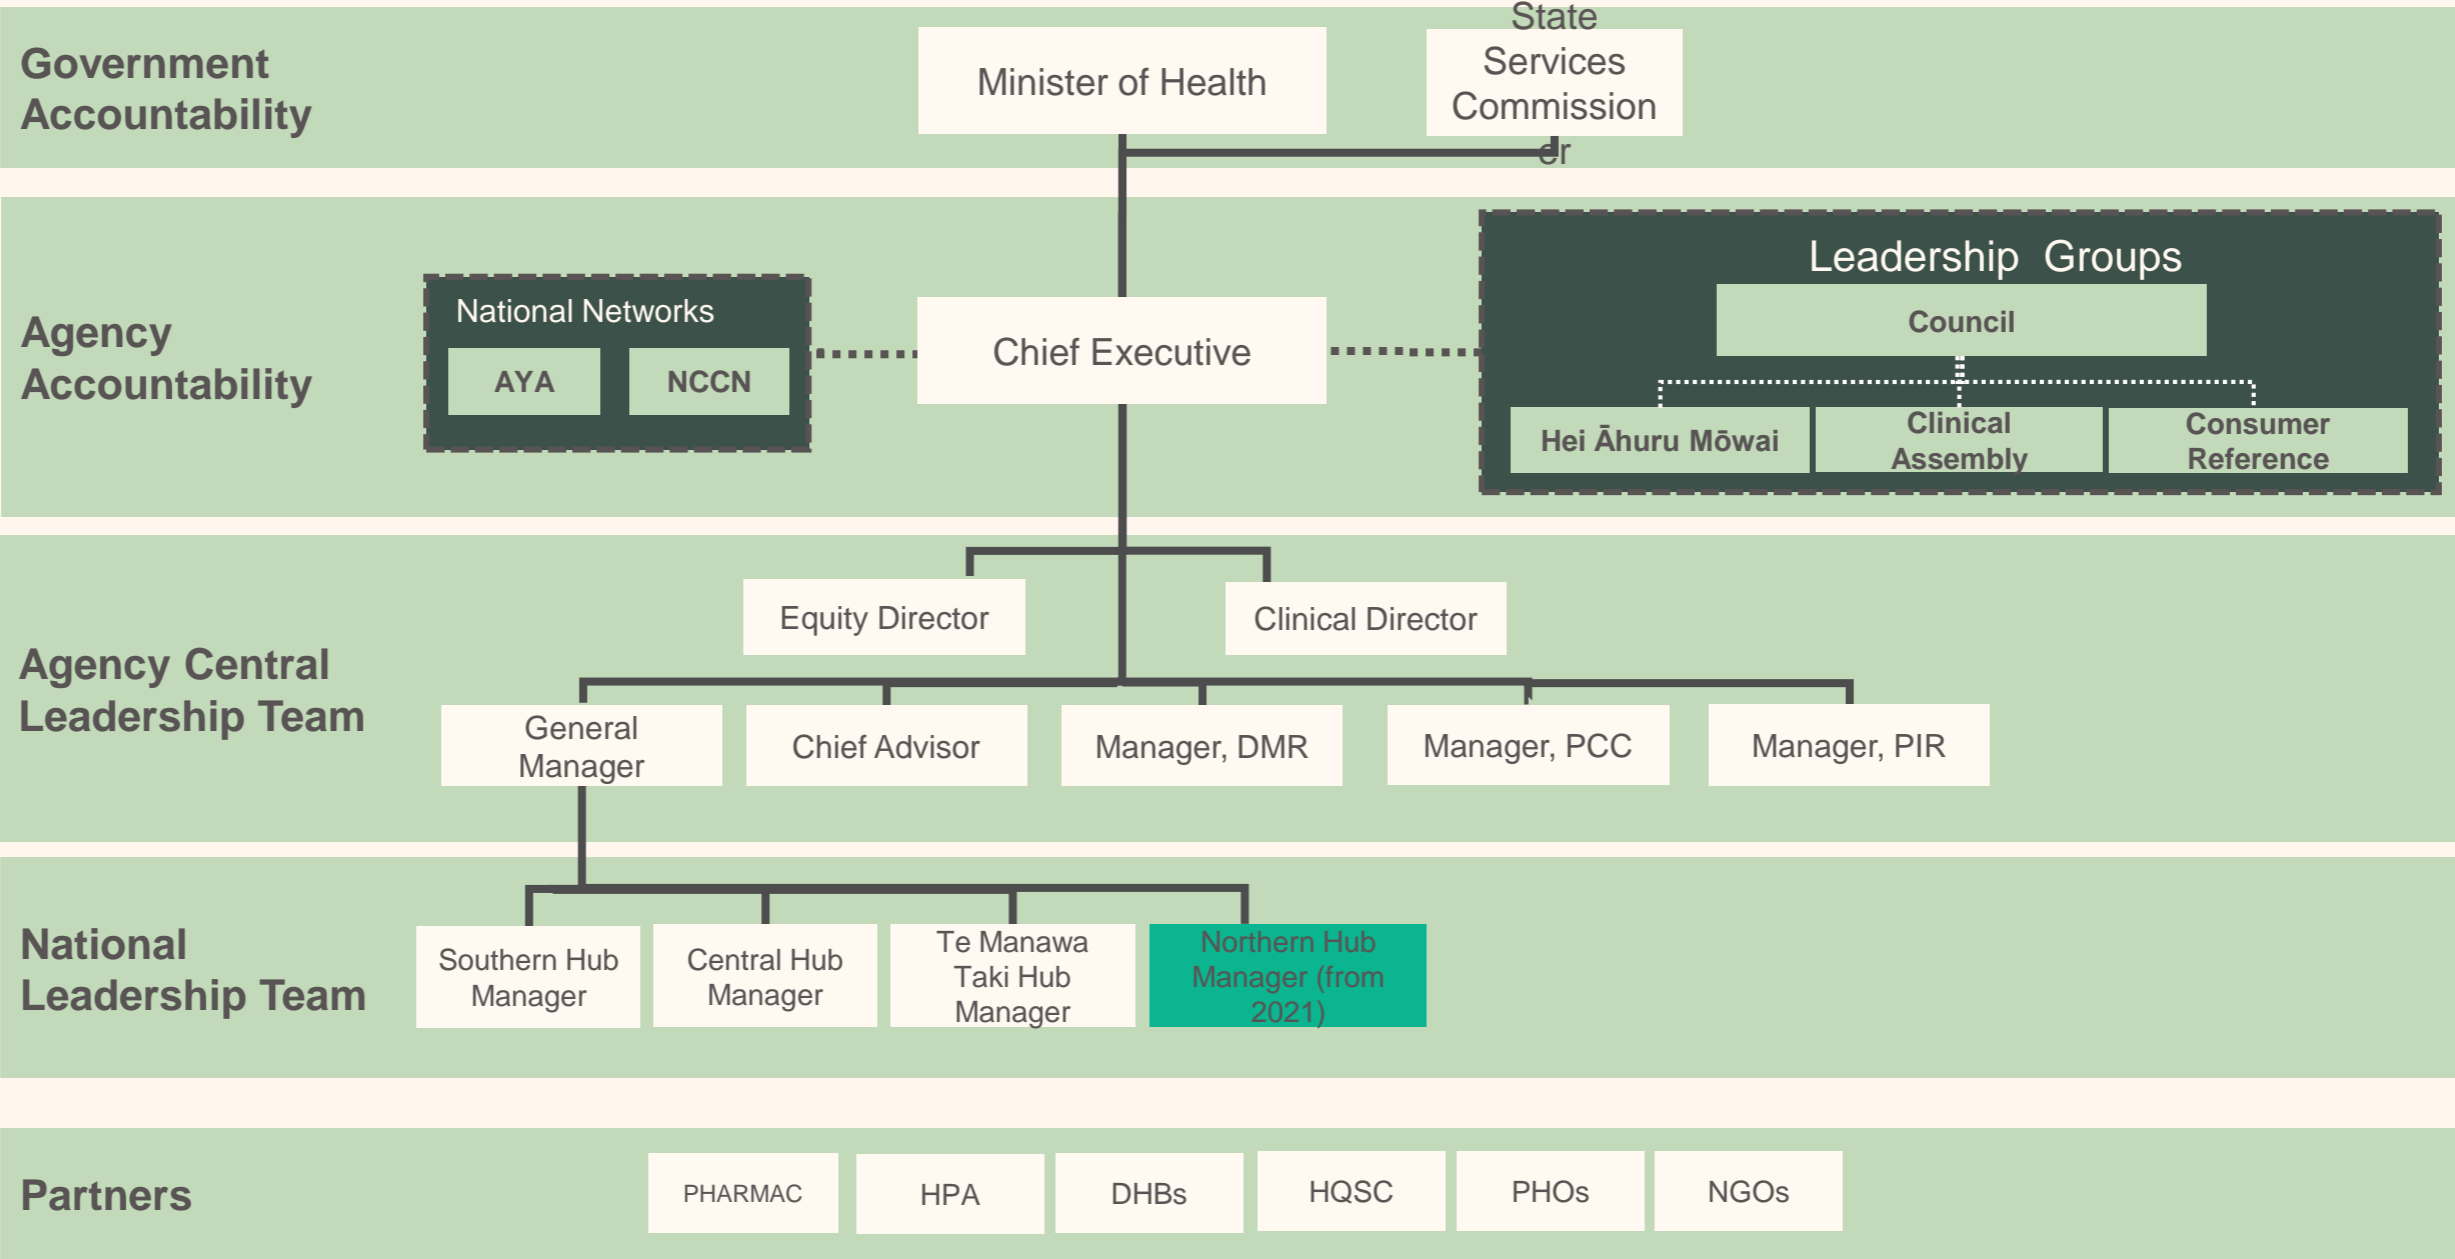 Government
Accountability
Minister of Health
State
Services
Commission
er
Agency
Accountability
National Networks
AYA
NCCN
Chief Executive
Leadership Groups
Council
Hei Āhuru Mōwai
Clinical
Assembly
Consumer
Reference
Agency Central
Leadership Team
Equity Director
Clinical Director
General
Manager
Chief Advisor
Manager, DMR
Manager, PCC
Manager, PIR
National
Leadership Team
Southern Hub
Manager
Central Hub
Manager
Te Manawa
Taki Hub
Manager
Northern Hub
Manager (from
2021)
Partners
PHARMAC
HPA
DHBs
HQSC
PHOs
NGOs